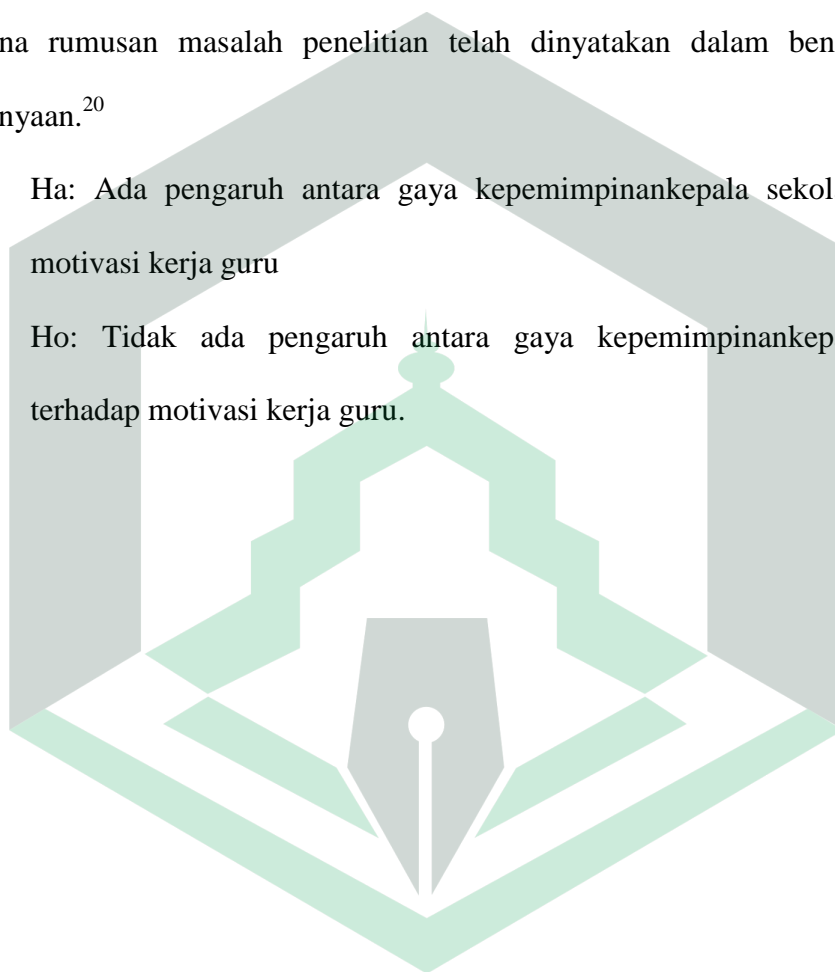 na rumusan masalah penelitian telah dinyatakan dalam ben
nyaan.20
Ha: Ada pengaruh antara gaya kepemimpinankepala sekol
motivasi kerja guru
Ho: Tidak ada pengaruh antara gaya kepemimpinankep
terhadap motivasi kerja guru.